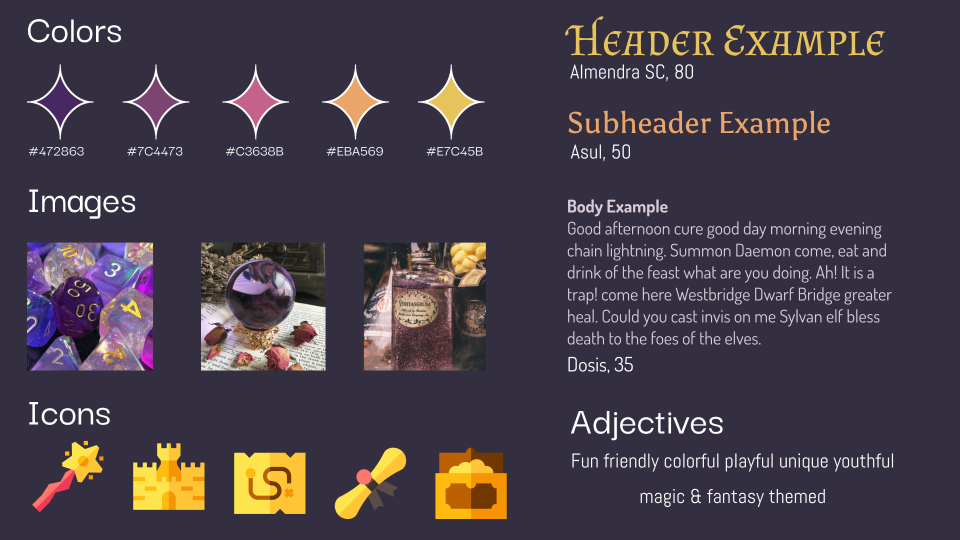 Colors
#472863
#7C4473
#C3638B
#EBA569
#E7C45B
Images
VERITASERUM
Icons
Header Example
Almendra SC, 80
Subheader Example
Asul, 50
Body Example
Good afternoon cure good day morning evening
chain lightning. Summon Daemon come, eat and
drink of the feast what are you doing. Ah! It is a
trap! come here Westbridge Dwarf Bridge greater
heal. Could you cast invis on me Sylvan elf bless
death to the foes of the elves.
Dosis, 35
Adjectives
Fun friendly colorful playful unique youthful
magic & fantasy themed